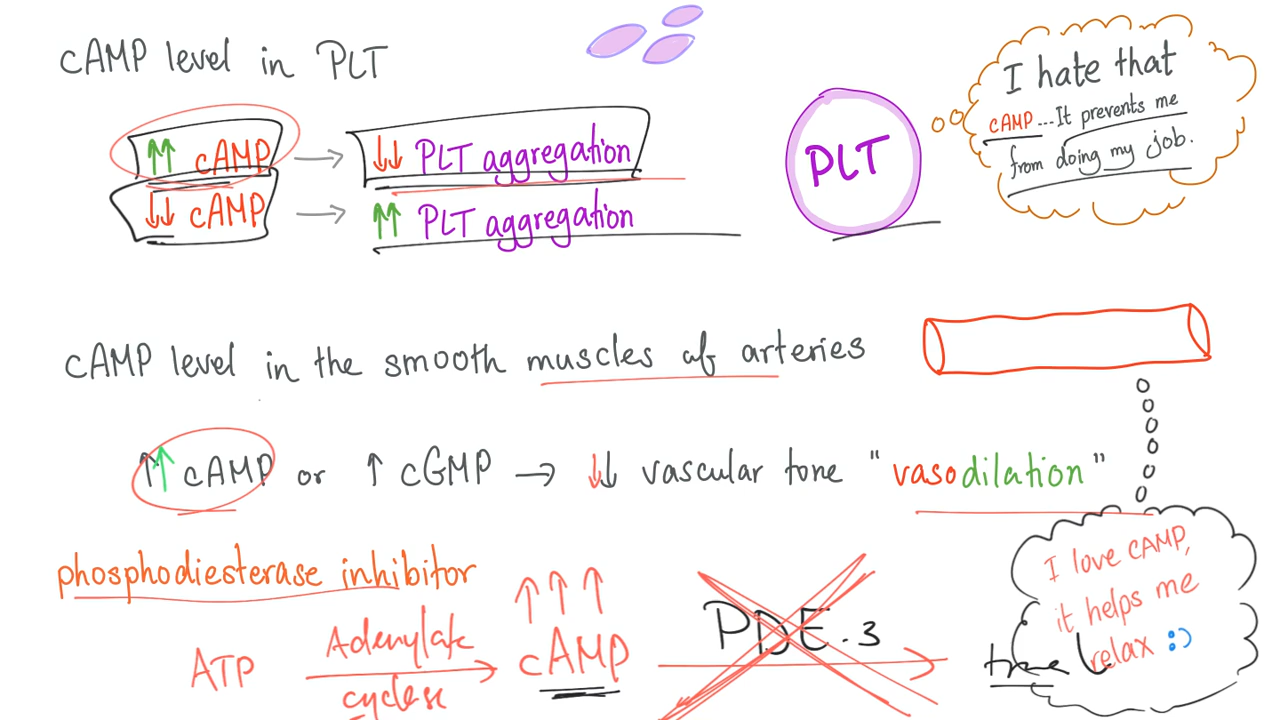 cAMP level in PLT
↑↑ cAMP → ↓↓ PLT aggregation
↓↓ cAMP → ↑↑ PLT aggregation
PLT
I hate that
cAMP...It prevents me
from doing my job.
cAMP level in the smooth muscles of arteries
↑↑ cAMP or ↑ cGMP → ↓↓ vascular tone "vasodilation"
I love cAMP,
it helps me
relax :)
phosphodiesterase inhibitor
↑↑↑
ATP Adenylate cyclase → cAMP PDE.3 →